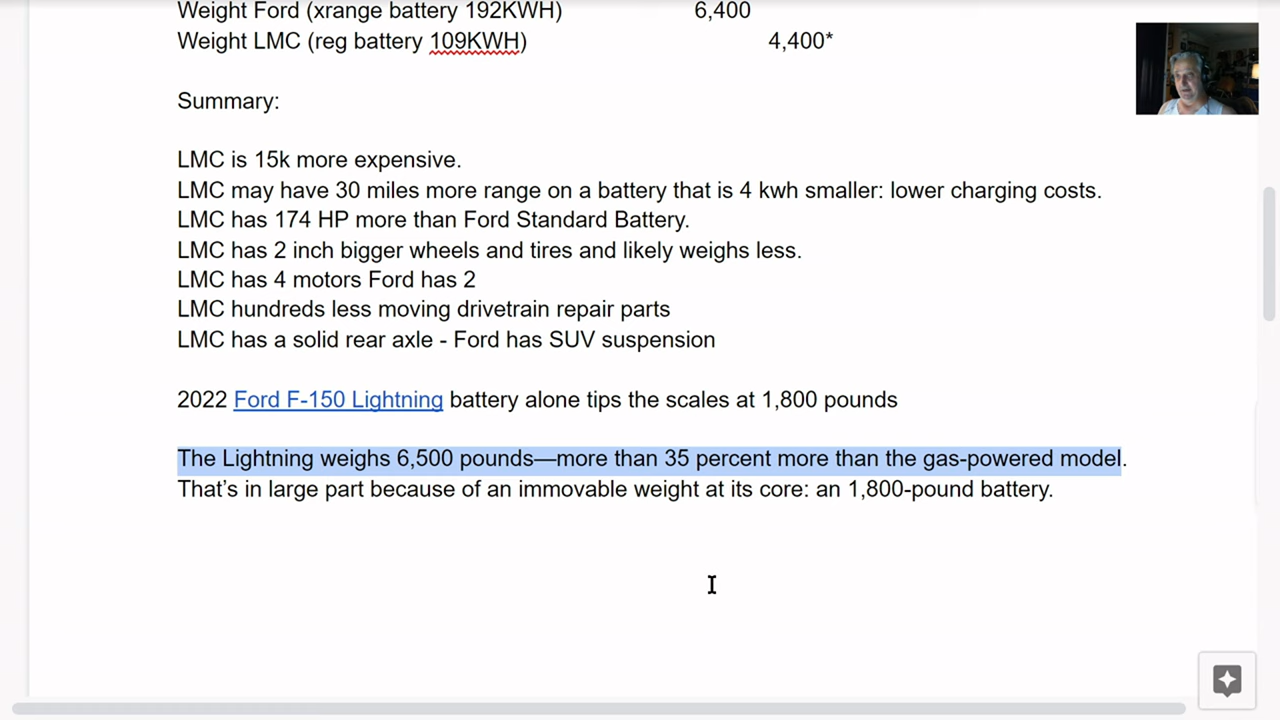 Weight Ford (xrange battery 192KWH) 6,400
Weight LMC (reg battery 109KWH) 4,400*
Summary:
LMC is 15k more expensive.
LMC may have 30 miles more range on a battery that is 4 kwh smaller: lower charging costs.
LMC has 174 HP more than Ford Standard Battery.
LMC has 2 inch bigger wheels and tires and likely weighs less.
LMC has 4 motors Ford has 2
LMC hundreds less moving drivetrain repair parts
LMC has a solid rear axle - Ford has SUV suspension
2022 Ford F-150 Lightning battery alone tips the scales at 1,800 pounds
The Lightning weighs 6,500 pounds—more than 35 percent more than the gas-powered model.
That’s in large part because of an immovable weight at its core: an 1,800-pound battery.